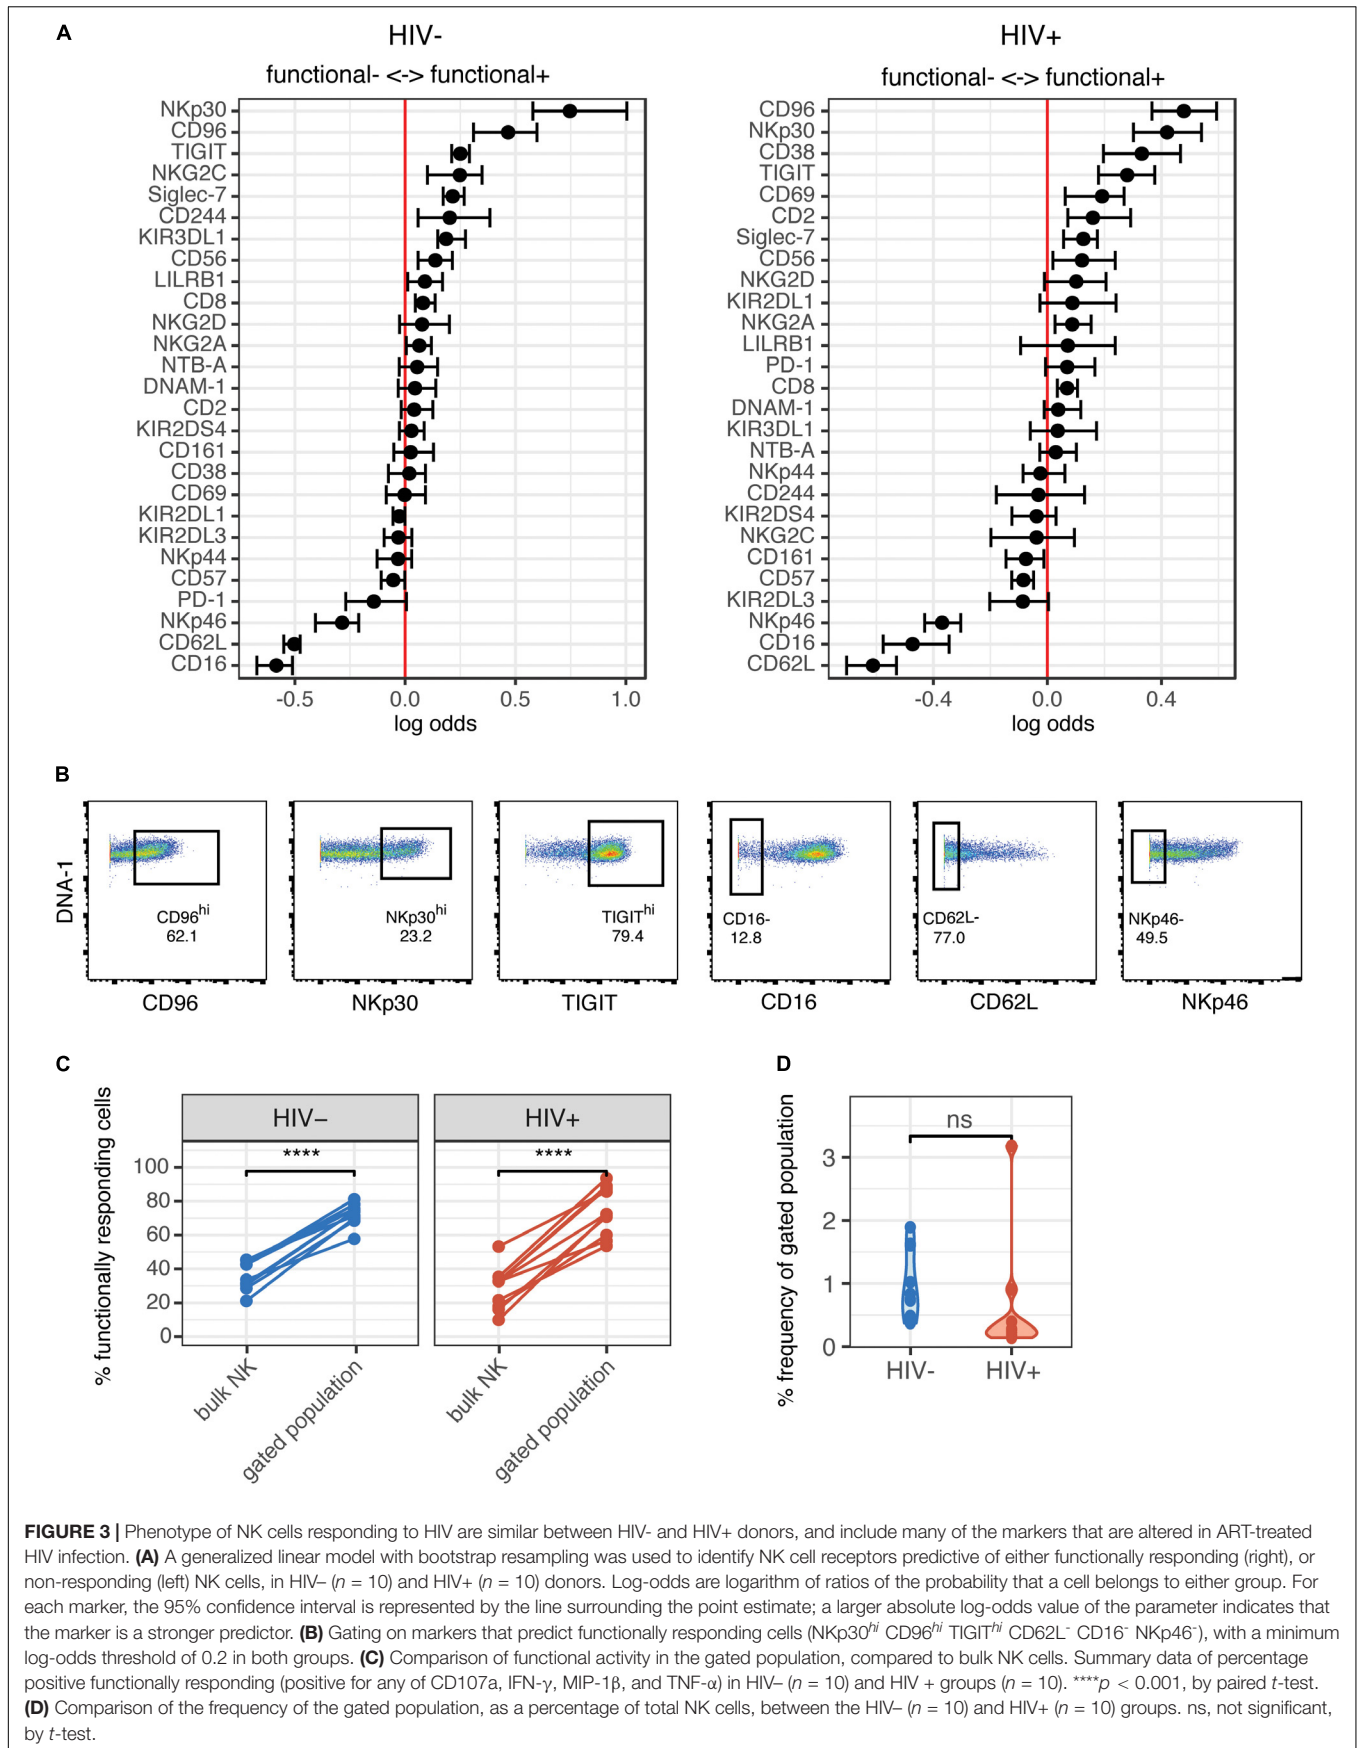 A
HIV-
functional- <-> functional+
NKp30
CD96
TIGIT
NKG2C
Siglec-7
CD244
KIR3DL1
CD56
LILRB1
CD8
NKG2D
NKG2A
NTB-A
DNAM-1
CD2
KIR2DS4
CD161
CD38
CD69
KIR2DL1
KIR2DL3
NKp44
CD57
PD-1
NKp46
CD62L
CD16
-0.5 0.0 0.5 1.0
log odds
HIV+
functional- <-> functional+
CD96
NKp30
CD38
TIGIT
CD69
CD2
Siglec-7
CD56
NKG2D
KIR2DL1
NKG2A
LILRB1
PD-1
CD8
DNAM-1
KIR3DL1
NTB-A
NKp44
CD244
KIR2DS4
NKG2C
CD161
CD57
KIR2DL3
NKp46
CD16
CD62L
-0.4 0.0 0.4
log odds
B
DNA-1
CD96hi
62.1
CD96
NKp30hi
23.2
NKp30
TIGIThi
79.4
TIGIT
CD16-
12.8
CD16
CD62L-
77.0
CD62L
NKp46-
49.5
NKp46
C
% functionally responding cells
HIV–
HIV+
****
****
100
80
60
40
20
0
bulk NK
gated population
bulk NK
gated population
D
% frequency of gated population
ns
3
2
1
0
HIV-
HIV+
FIGURE 3 | Phenotype of NK cells responding to HIV are similar between HIV- and HIV+ donors, and include many of the markers that are altered in ART-treated
HIV infection. (A) A generalized linear model with bootstrap resampling was used to identify NK cell receptors predictive of either functionally responding (right), or
non-responding (left) NK cells, in HIV– (n = 10) and HIV+ (n = 10) donors. Log-odds are logarithm of ratios of the probability that a cell belongs to either group. For
each marker, the 95% confidence interval is represented by the line surrounding the point estimate; a larger absolute log-odds value of the parameter indicates that
the marker is a stronger predictor. (B) Gating on markers that predict functionally responding cells (NKp30hi CD96hi TIGIThi CD62L- CD16- NKp46-), with a minimum
log-odds threshold of 0.2 in both groups. (C) Comparison of functional activity in the gated population, compared to bulk NK cells. Summary data of percentage
positive functionally responding (positive for any of CD107a, IFN-γ, MIP-1β, and TNF-α) in HIV– (n = 10) and HIV + groups (n = 10). ****p < 0.001, by paired t-test.
(D) Comparison of the frequency of the gated population, as a percentage of total NK cells, between the HIV– (n = 10) and HIV+ (n = 10) groups. ns, not significant,
by t-test.